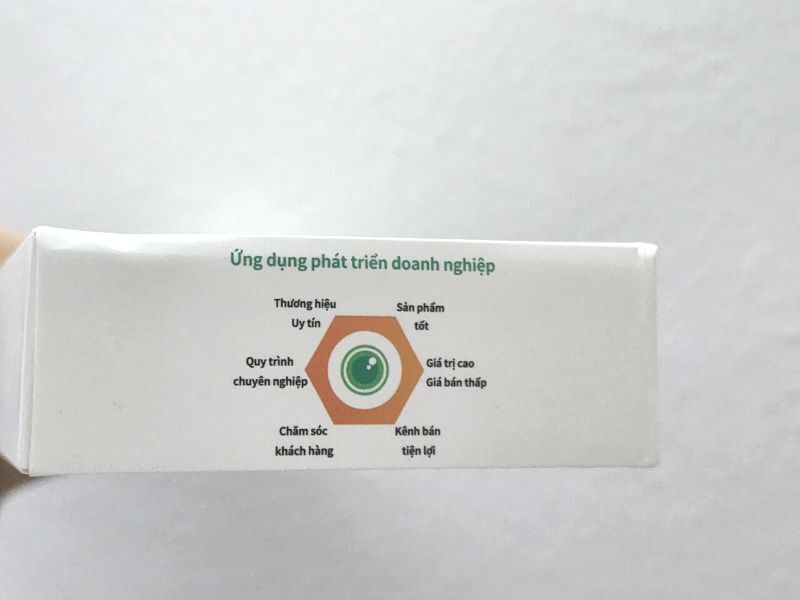 Ứng dụng phát triển doanh nghiệp
Thương hiệu
Uy tín
Sản phẩm
tốt
Quy trình
chuyên nghiệp
Giá trị cao
Giá bán thấp
Chăm sóc
khách hàng
Kênh bán
tiện lợi